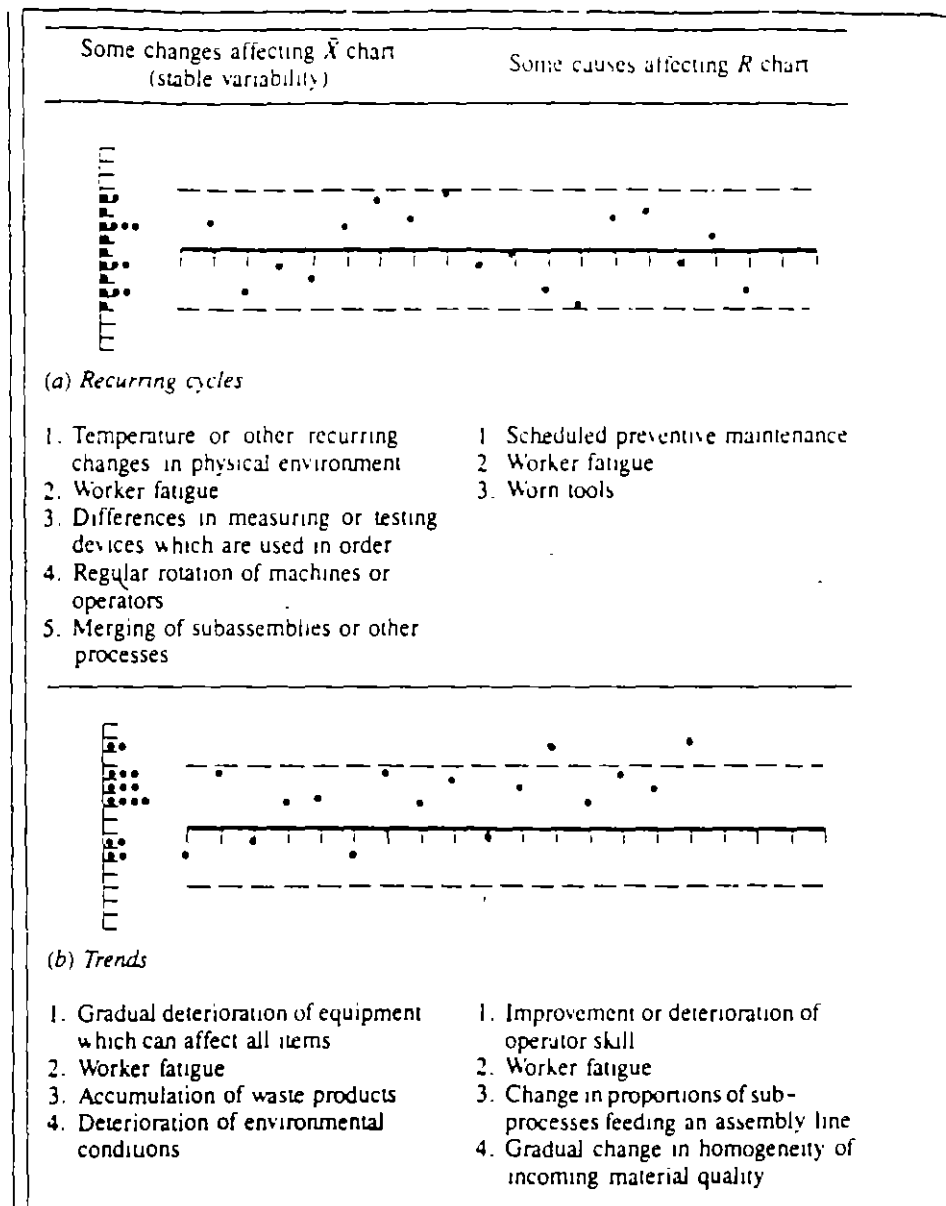 Some changes affecting X̄ chart
(stable variability)
Some causes affecting R chart
(a) Recurring cycles
1. Temperature or other recurring
changes in physical environment
2. Worker fatigue
3. Differences in measuring or testing
devices which are used in order
4. Regular rotation of machines or
operators
5. Merging of subassemblies or other
processes
1 Scheduled preventive maintenance
2 Worker fatigue
3. Worn tools
(b) Trends
1. Gradual deterioration of equipment
which can affect all items
2. Worker fatigue
3. Accumulation of waste products
4. Deterioration of environmental
conditions
1. Improvement or deterioration of
operator skill
2. Worker fatigue
3. Change in proportions of sub-
processes feeding an assembly line
4. Gradual change in homogeneity of
incoming material quality